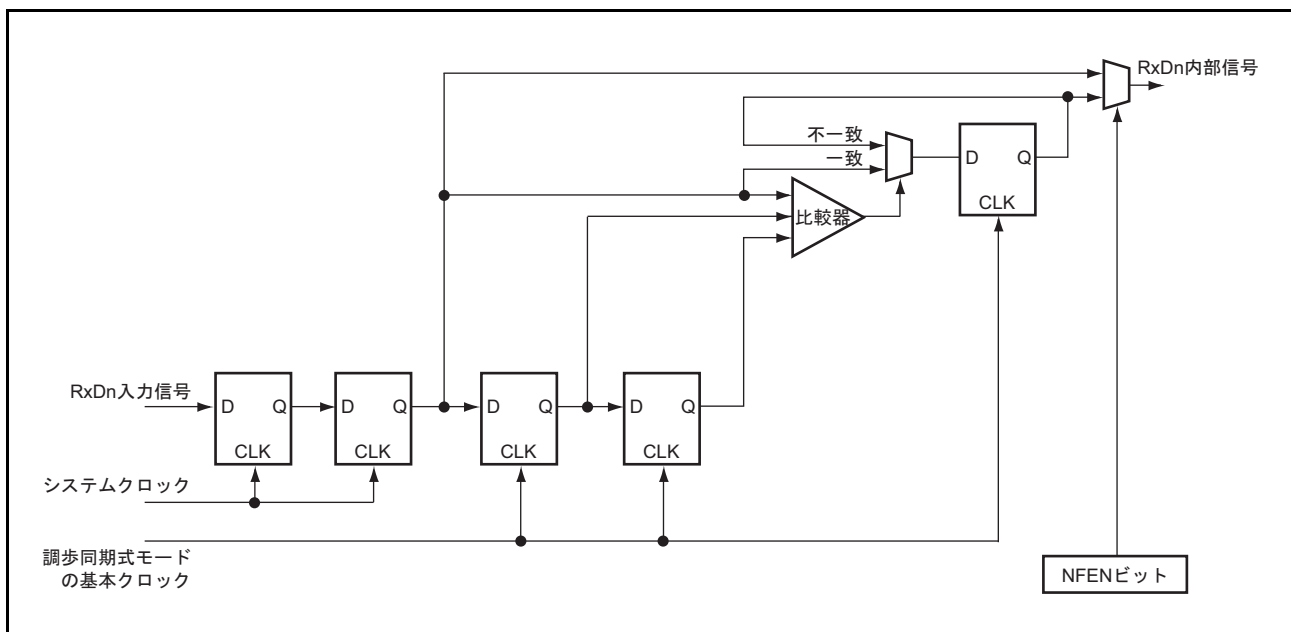 RxDn内部信号
不一致
一致
D
Q
CLK
比較器
RxDn入力信号
D
Q
CLK
D
Q
CLK
D
Q
CLK
D
Q
CLK
システムクロック
調歩同期式モード
の基本クロック
NFENビット